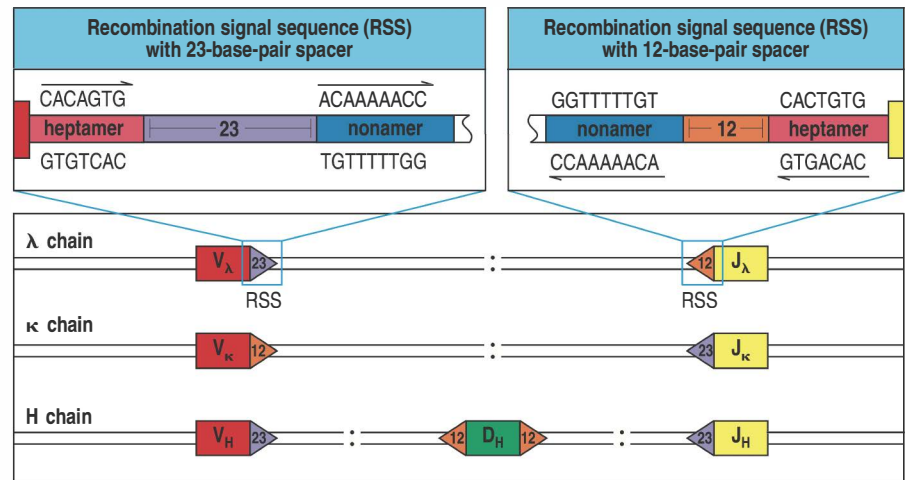 Recombination signal sequence (RSS)
with 23-base-pair spacer
CACAGTG ACAAAAACC
heptamer 23 nonamer
GTGTCAC TGTTTTTGG
Recombination signal sequence (RSS)
with 12-base-pair spacer
GGTTTTTGT CACTGTG
nonamer 12 heptamer
CCAAAAACA GTGACAC
λ chain
Vλ 23 : 12 Jλ
RSS RSS
κ chain
Vκ 12 : 23 Jκ
H chain
VH 23 : 12 DH 12 : 23 JH